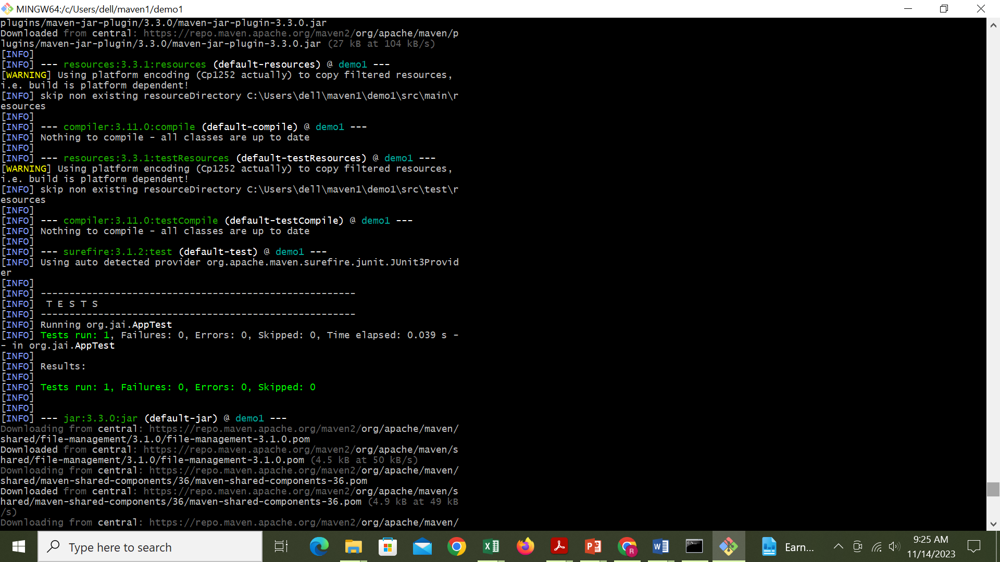 MINGW64:/c/Users/dell/maven1/demo1
plugins/maven-jar-plugin/3.3.0/maven-jar-plugin-3.3.0.jar
Downloaded from central: https://repo.maven.apache.org/maven2/org/apache/maven/p
lugins/maven-jar-plugin/3.3.0/maven-jar-plugin-3.3.0.jar (27 kB at 104 kB/s)
[INFO]
[INFO] --- resources:3.3.1:resources (default-resources) @ demo1 ---
[WARNING] Using platform encoding (Cp1252 actually) to copy filtered resources,
i.e. build is platform dependent!
[INFO] skip non existing resourceDirectory C:\Users\dell\maven1\demo1\src\main\r
esources
[INFO]
[INFO] --- compiler:3.11.0:compile (default-compile) @ demo1 ---
[INFO] Nothing to compile - all classes are up to date
[INFO]
[INFO] --- resources:3.3.1:testResources (default-testResources) @ demo1 ---
[WARNING] Using platform encoding (Cp1252 actually) to copy filtered resources,
i.e. build is platform dependent!
[INFO] skip non existing resourceDirectory C:\Users\dell\maven1\demo1\src\test\r
esources
[INFO]
[INFO] --- compiler:3.11.0:testCompile (default-testCompile) @ demo1 ---
[INFO] Nothing to compile - all classes are up to date
[INFO]
[INFO] --- surefire:3.1.2:test (default-test) @ demo1 ---
[INFO] Using auto detected provider org.apache.maven.surefire.junit.JUnit3Provid
er
[INFO]
[INFO] -------------------------------------------------------
[INFO]  T E S T S
[INFO] -------------------------------------------------------
[INFO] Running org.jai.AppTest
[INFO] Tests run: 1, Failures: 0, Errors: 0, Skipped: 0, Time elapsed: 0.039 s -
- in org.jai.AppTest
[INFO]
[INFO] Results:
[INFO]
[INFO] Tests run: 1, Failures: 0, Errors: 0, Skipped: 0
[INFO]
[INFO]
[INFO] --- jar:3.3.0:jar (default-jar) @ demo1 ---
Downloading from central: https://repo.maven.apache.org/maven2/org/apache/maven/
shared/file-management/3.1.0/file-management-3.1.0.pom
Downloaded from central: https://repo.maven.apache.org/maven2/org/apache/maven/s
hared/file-management/3.1.0/file-management-3.1.0.pom (4.5 kB at 50 kB/s)
Downloading from central: https://repo.maven.apache.org/maven2/org/apache/maven/
shared/maven-shared-components/36/maven-shared-components-36.pom
Downloaded from central: https://repo.maven.apache.org/maven2/org/apache/maven/s
hared/maven-shared-components/36/maven-shared-components-36.pom (4.9 kB at 49 kB
/s)
Downloading from central: https://repo.maven.apache.org/maven2/org/apache/maven/
Type here to search
Earn...
9:25 AM
11/14/2023